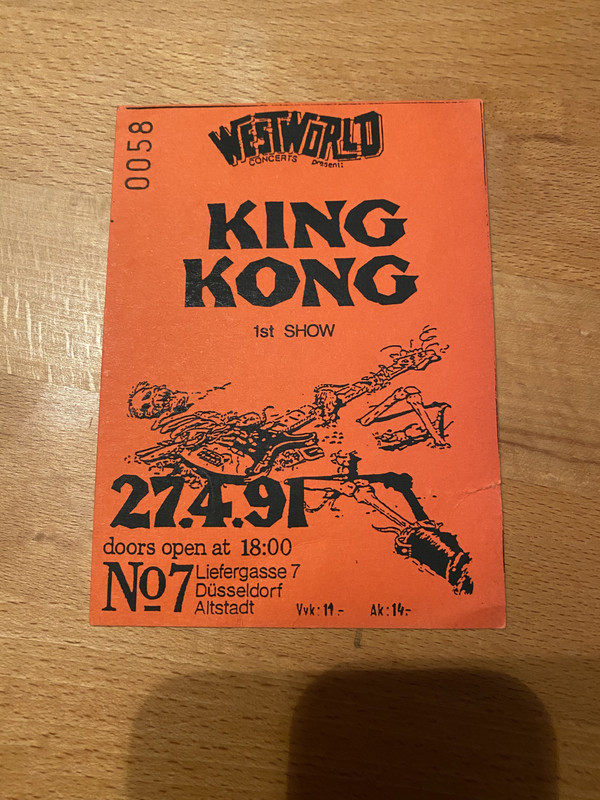 0058
WESTWORLD
CONCERTS present:
KING
KONG
1st SHOW
27.4.91
doors open at 18:00
No7
Liefergasse 7
Düsseldorf
Altstadt
Vvk: 11.- Ak: 14.-